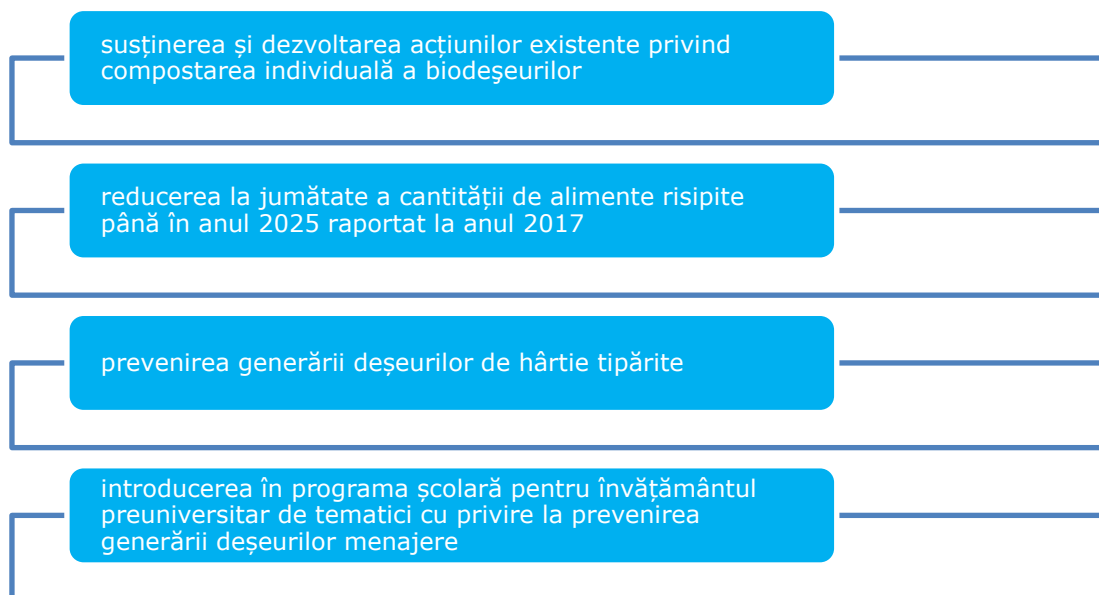 susținerea și dezvoltarea acțiunilor existente privind
compostarea individuală a biodeşeurilor
reducerea la jumătate a cantității de alimente risipite
până în anul 2025 raportat la anul 2017
prevenirea generării deșeurilor de hârtie tipărite
introducerea în programa școlară pentru învățământul
preuniversitar de tematici cu privire la prevenirea
generării deșeurilor menajere